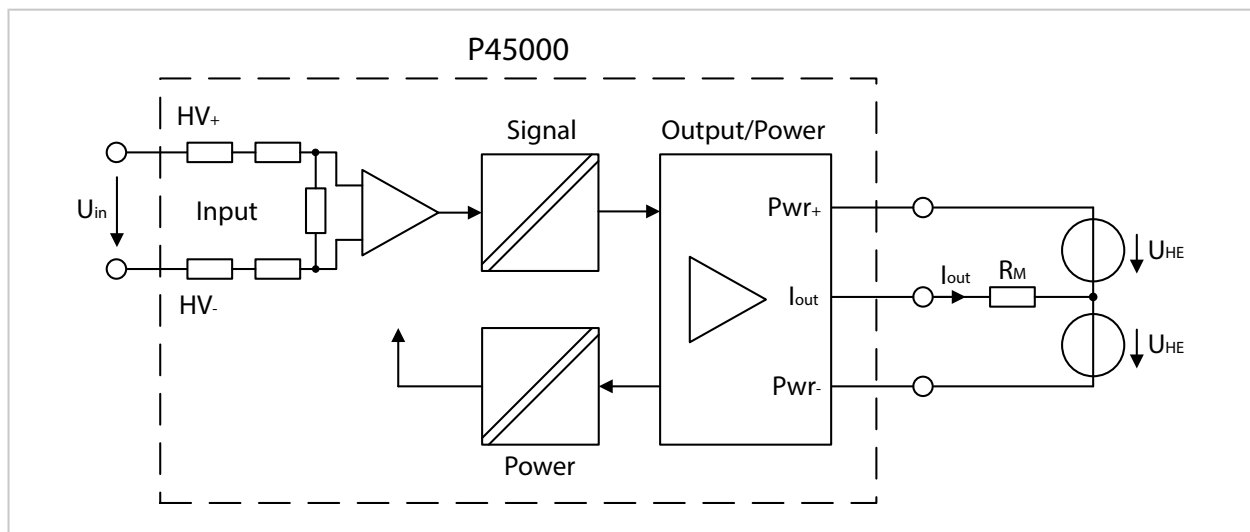 P45000
HV+
Signal
Output/Power
Uin
Input
Pwr+
UHE
Iout
Iout
RM
HV-
UHE
Pwr-
Power